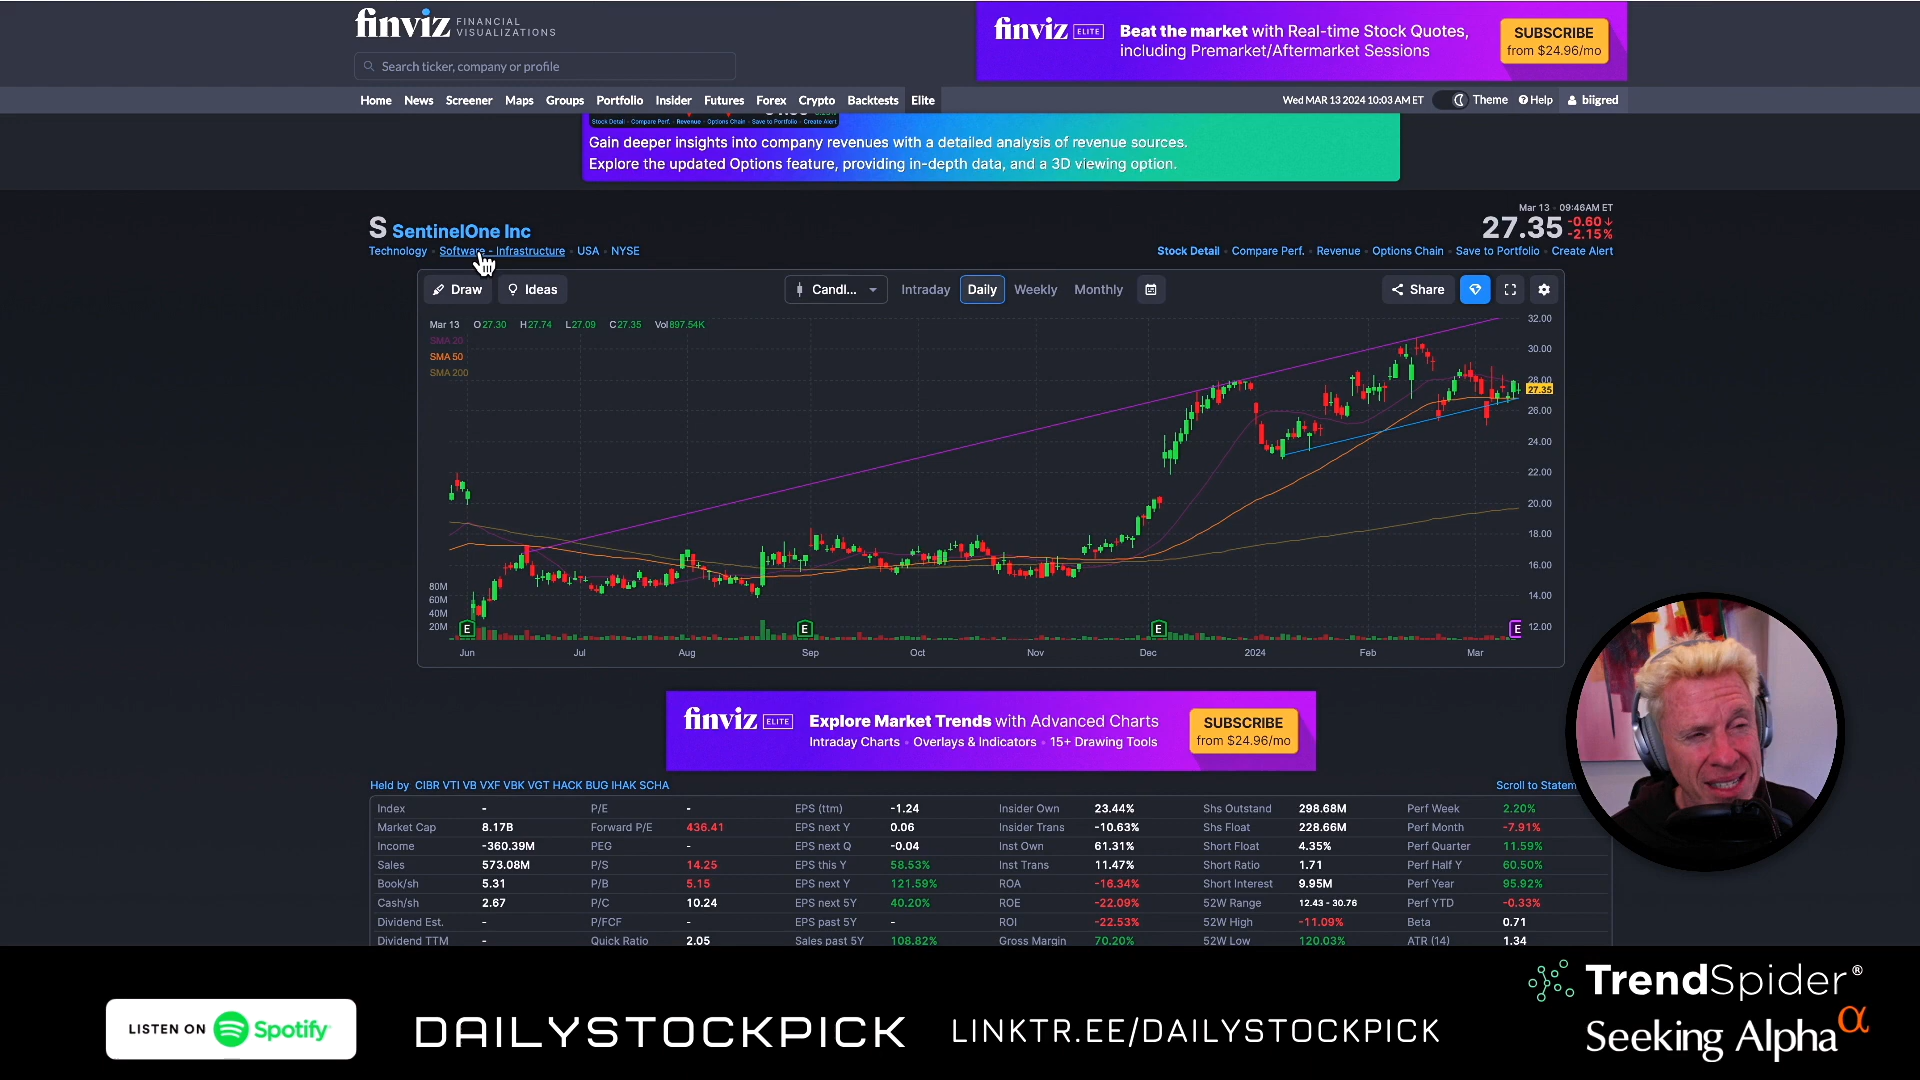 finviz FINANCIAL VISUALIZATIONS
Search ticker, company or profile
finviz ELITE Beat the market with Real-time Stock Quotes, including Premarket/Aftermarket Sessions SUBSCRIBE from $24.96/mo
Home News Screener Maps Groups Portfolio Insider Futures Forex Crypto Backtests Elite Wed MAR 13 2024 10:03 AM ET Theme Help biigred
Stock Detail - Compare Perf. - Revenue - Options Chain - Save to Portfolio - Create Alert
Gain deeper insights into company revenues with a detailed analysis of revenue sources.
Explore the updated Options feature, providing in-depth data, and a 3D viewing option.
Mar 13 · 09:46AM ET
S SentinelOne Inc 27.35 -0.60↓ -2.15%
Technology · Software - Infrastructure · USA · NYSE Stock Detail · Compare Perf. · Revenue · Options Chain · Save to Portfolio · Create Alert
Draw Ideas Candl... Intraday Daily Weekly Monthly Share
Mar 13 O27.30 H27.74 L27.09 C27.35 Vol897.54K
SMA 20
SMA 50
SMA 200
32.00
30.00
28.00
27.35
26.00
24.00
22.00
20.00
18.00
16.00
14.00
12.00
80M
60M
40M
20M
E E E E
Jun Jul Aug Sep Oct Nov Dec 2024 Feb Mar
finviz ELITE Explore Market Trends with Advanced Charts SUBSCRIBE
Intraday Charts • Overlays & Indicators • 15+ Drawing Tools from $24.96/mo
Held by CIBR VTI VB VXF VBK VGT HACK BUG IHAK SCHA Scroll to Statem
Index - P/E - EPS (ttm) -1.24 Insider Own 23.44% Shs Outstand 298.68M Perf Week 2.20%
Market Cap 8.17B Forward P/E 436.41 EPS next Y 0.06 Insider Trans -10.63% Shs Float 228.66M Perf Month -7.91%
Income -360.39M PEG - EPS next Q -0.04 Inst Own 61.31% Short Float 4.35% Perf Quarter 11.59%
Sales 573.08M P/S 14.25 EPS this Y 58.53% Inst Trans 11.47% Short Ratio 1.71 Perf Half Y 60.50%
Book/sh 5.31 P/B 5.15 EPS next Y 121.59% ROA -16.34% Short Interest 9.95M Perf Year 95.92%
Cash/sh 2.67 P/C 10.24 EPS next 5Y 40.20% ROE -22.09% 52W Range 12.43 - 30.76 Perf YTD -0.33%
Dividend Est. - P/FCF - EPS past 5Y - ROI -22.53% 52W High -11.09% Beta 0.71
Dividend TTM - Quick Ratio 2.05 Sales past 5Y 108.82% Gross Margin 70.20% 52W Low 120.03% ATR (14) 1.34
LISTEN ON Spotify DAILYSTOCKPICK LINKTR.EE/DAILYSTOCKPICK
TrendSpider®
Seeking Alpha α